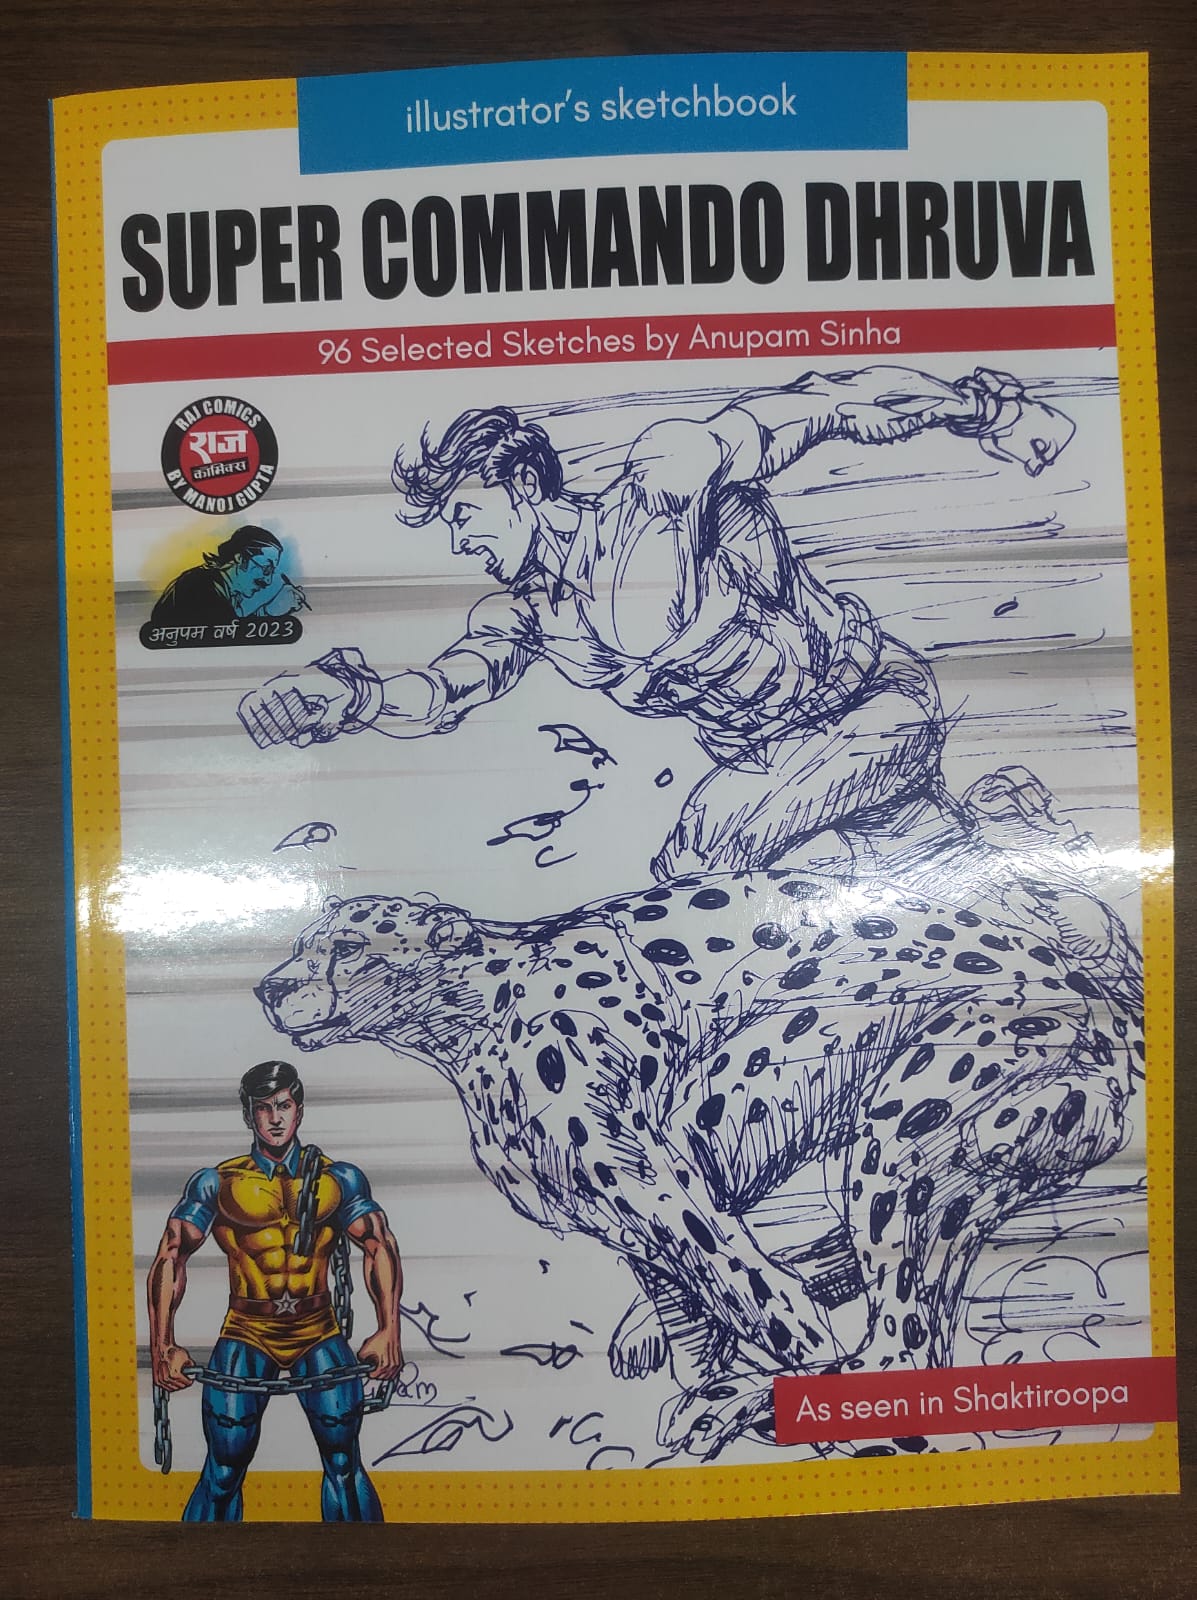 illustrator's sketchbook
SUPER COMMANDO DHRUVA
96 Selected Sketches by Anupam Sinha
RAJ COMICS
राज
कॉमिक्स
BY MANOJ GUPTA
अनुपम वर्ष 2023
As seen in Shaktiroopa